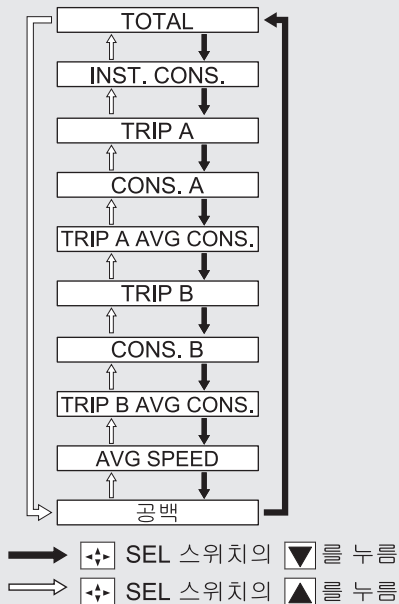 TOTAL
INST. CONS.
TRIP A
CONS. A
TRIP A AVG CONS.
TRIP B
CONS. B
TRIP B AVG CONS.
AVG SPEED
공백
SEL 스위치의 ▼ 를 누름
SEL 스위치의 ▲ 를 누름